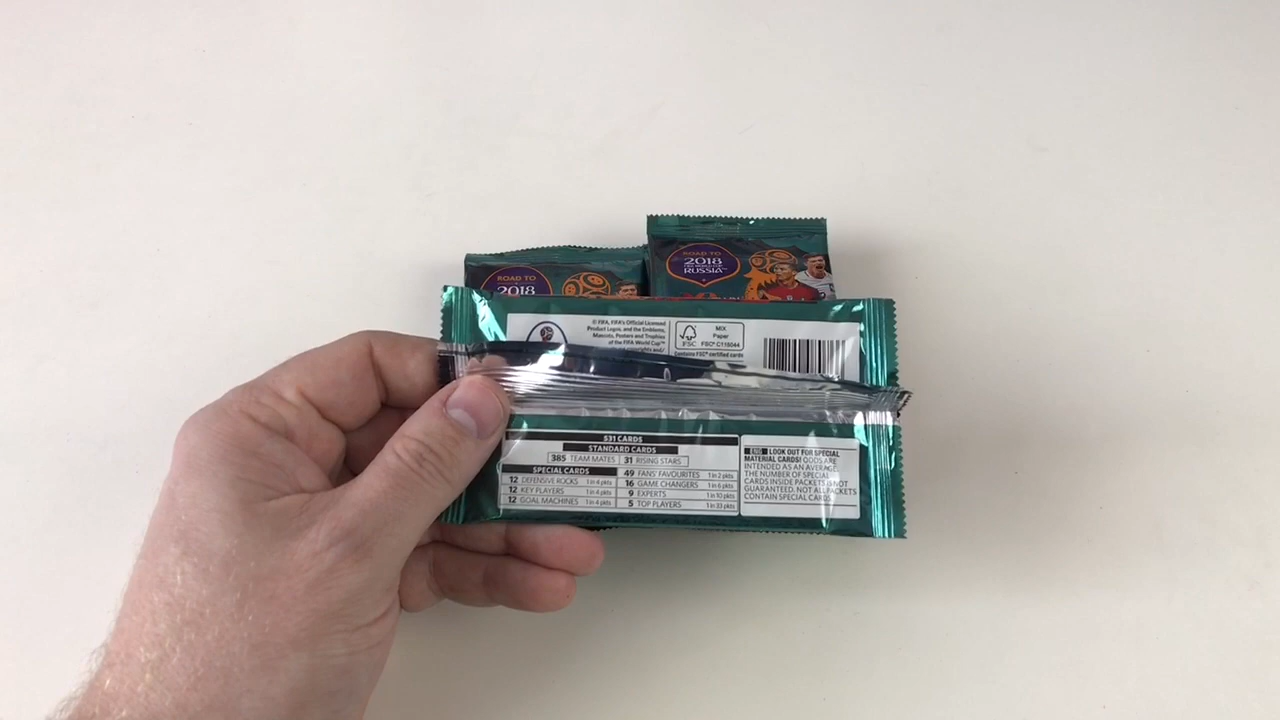 ROAD TO
2018
RUSSIA™
ROAD TO
2018
© FIFA, FIFA's Official Licensed
Product Logos, and the Emblems,
Mascots, Posters and Trophies
of the FIFA World Cup™
FSC
MIX
Paper
FSC® C115044
Contains FSC® certified cards
531 CARDS
STANDARD CARDS
385 TEAM MATES
31 RISING STARS
SPECIAL CARDS
12 DEFENSIVE ROCKS 1 in 4 pkts
12 KEY PLAYERS 1 in 4 pkts
12 GOAL MACHINES 1 in 4 pkts
49 FANS' FAVOURITES 1 in 2 pkts
16 GAME CHANGERS 1 in 6 pkts
9 EXPERTS 1 in 10 pkts
5 TOP PLAYERS 1 in 33 pkts
ENG LOOK OUT FOR SPECIAL
MATERIAL CARDS! ODDS ARE
INTENDED AS AN AVERAGE.
THE NUMBER OF SPECIAL
CARDS INSIDE PACKETS IS NOT
GUARANTEED. NOT ALL PACKETS
CONTAIN SPECIAL CARDS.